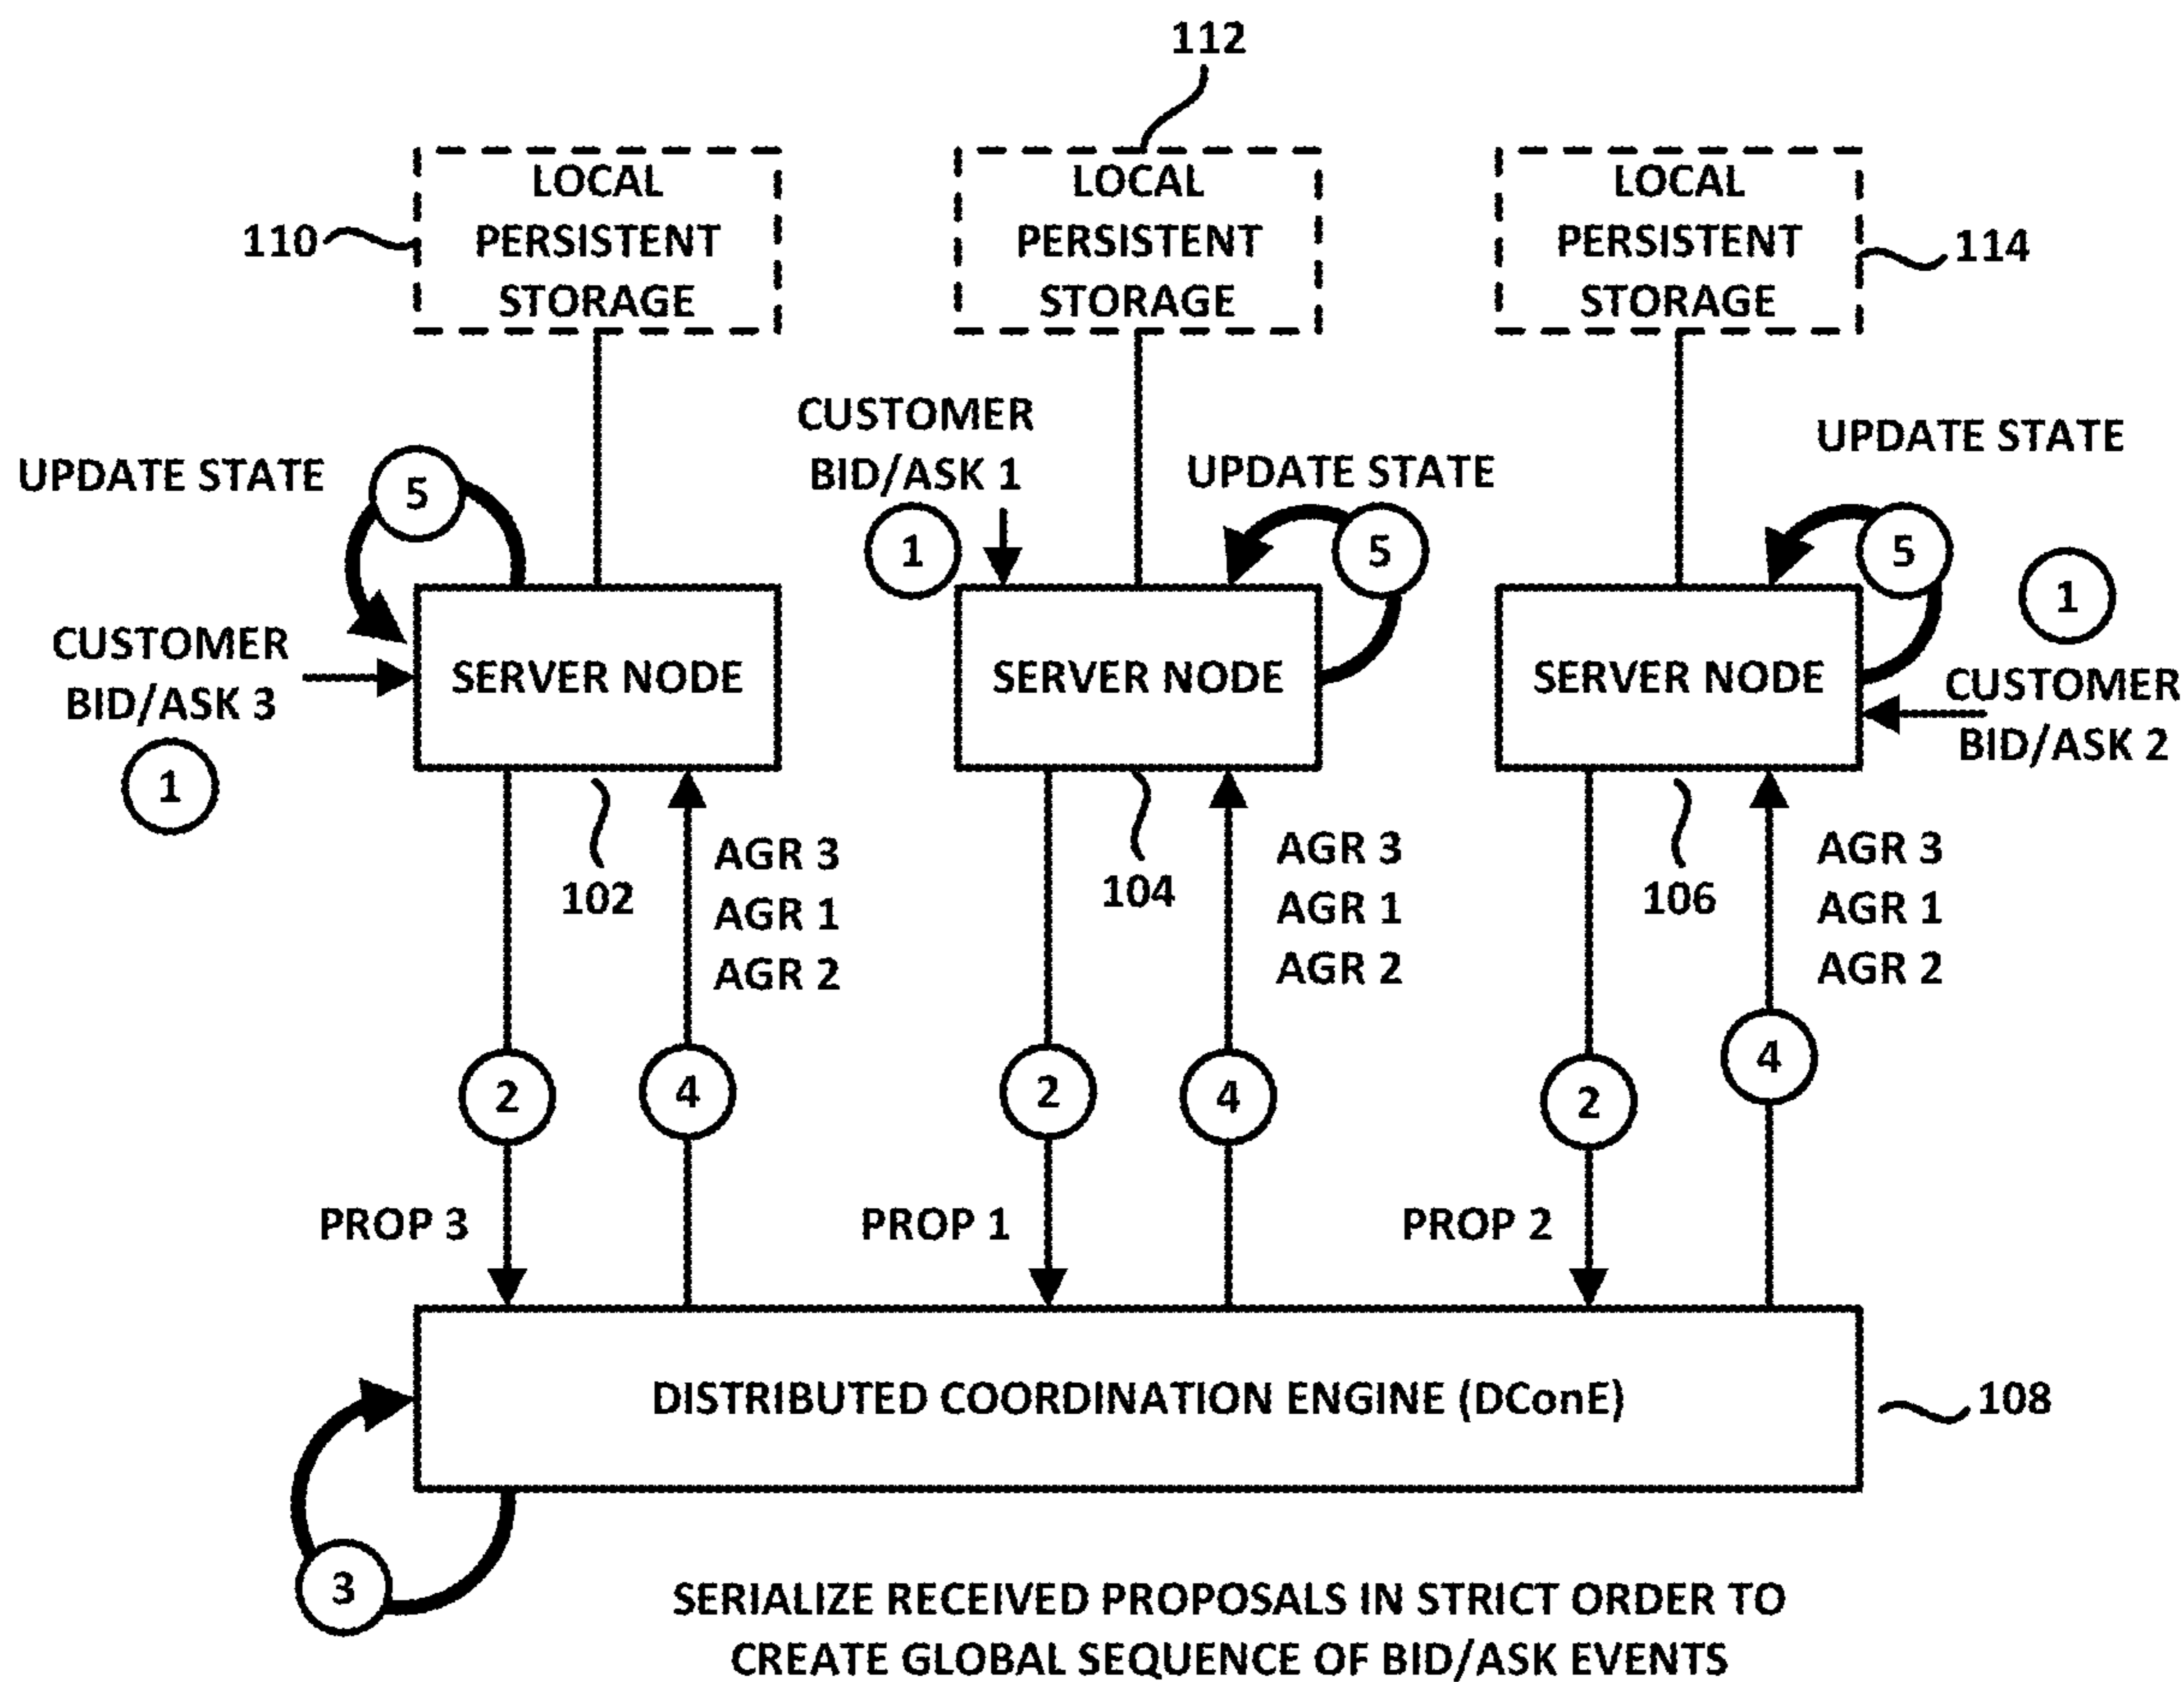 112
LOCAL
PERSISTENT
STORAGE
LOCAL
PERSISTENT
STORAGE
LOCAL
PERSISTENT
STORAGE
110
114
CUSTOMER
BID/ASK 1
1
UPDATE STATE
5
UPDATE STATE
5
UPDATE STATE
5
1
CUSTOMER
BID/ASK 3
1
SERVER NODE
SERVER NODE
SERVER NODE
CUSTOMER
BID/ASK 2
102
AGR 3
AGR 1
AGR 2
104
AGR 3
AGR 1
AGR 2
106
AGR 3
AGR 1
AGR 2
2
4
2
4
2
4
PROP 3
PROP 1
PROP 2
DISTRIBUTED COORDINATION ENGINE (DConE)
108
3
SERIALIZE RECEIVED PROPOSALS IN STRICT ORDER TO
CREATE GLOBAL SEQUENCE OF BID/ASK EVENTS